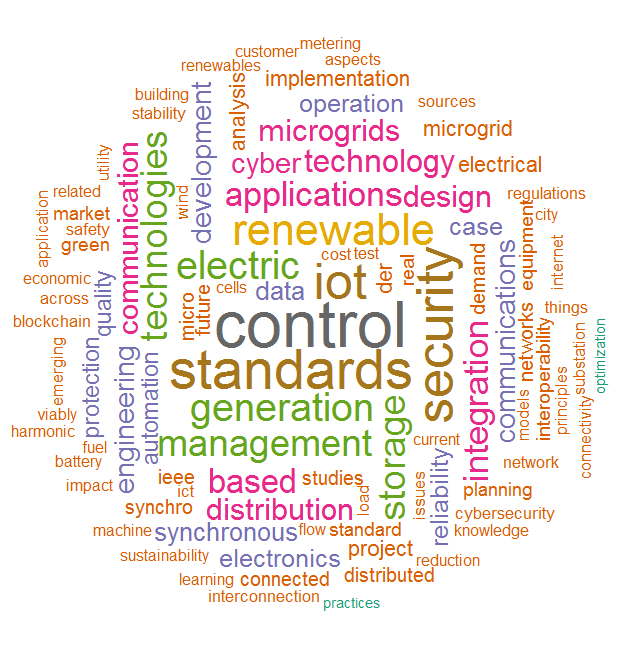 metering
customer
aspects
renewables
implementation
building
analysis
operation
sources
stability
development
microgrids
microgrid
technologies
communication
utility
cyber
technology
electrical
related
wind
applications
design
regulations
application
market
safety
green
renewable
case
city
equipment
internet
electric
cost
test
economic
quality
across
cells
data
iot
der
real
security
demand
communications
networks
interoperability
things
blockchain
micro
future
control
integration
models
principles
substation
optimization
emerging
protection
engineering
automation
standards
connectivity
viably
harmonic
generation
storage
fuel
battery
management
current
reliability
network
impact
ieee
ict
based
studies
load
issues
planning
synchro
distribution
cybersecurity
machine
synchronous
flow
standard
knowledge
sustainability
electronics
project
reduction
learning
connected
distributed
interconnection
practices